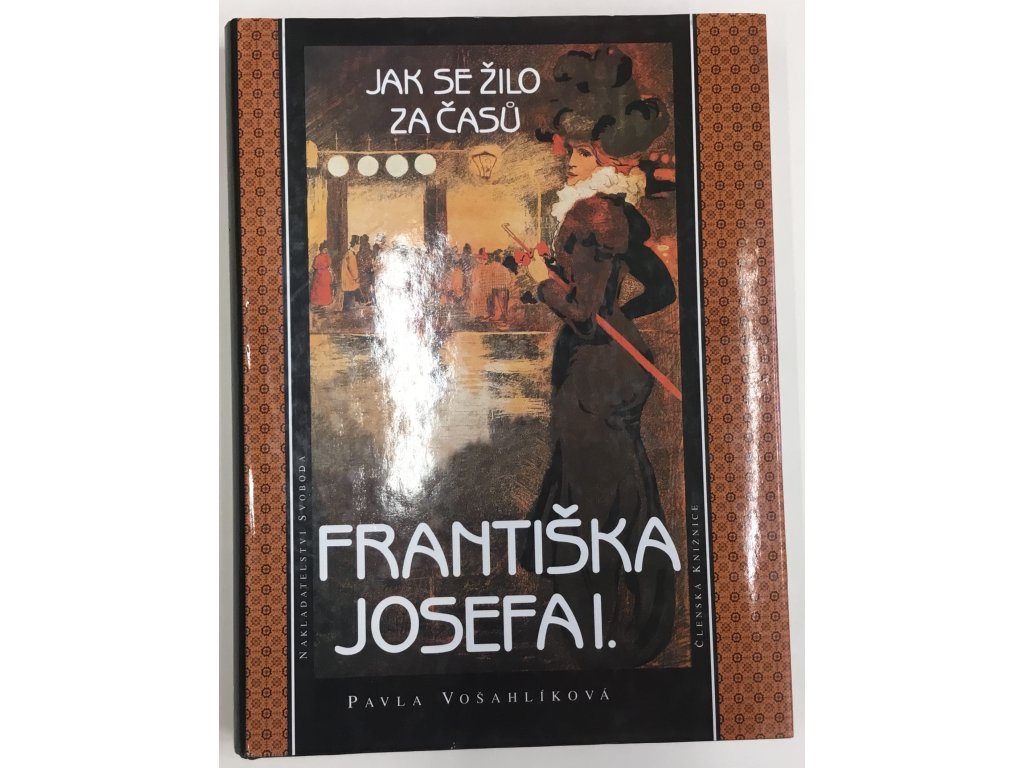 JAK SE ŽILO
ZA ČASŮ
FRANTIŠKA
JOSEFA I.
PAVLA VOŠAHLÍKOVÁ
NAKLADATELSTVÍ SVOBODA
ČLENSKÁ KNIŽNICE